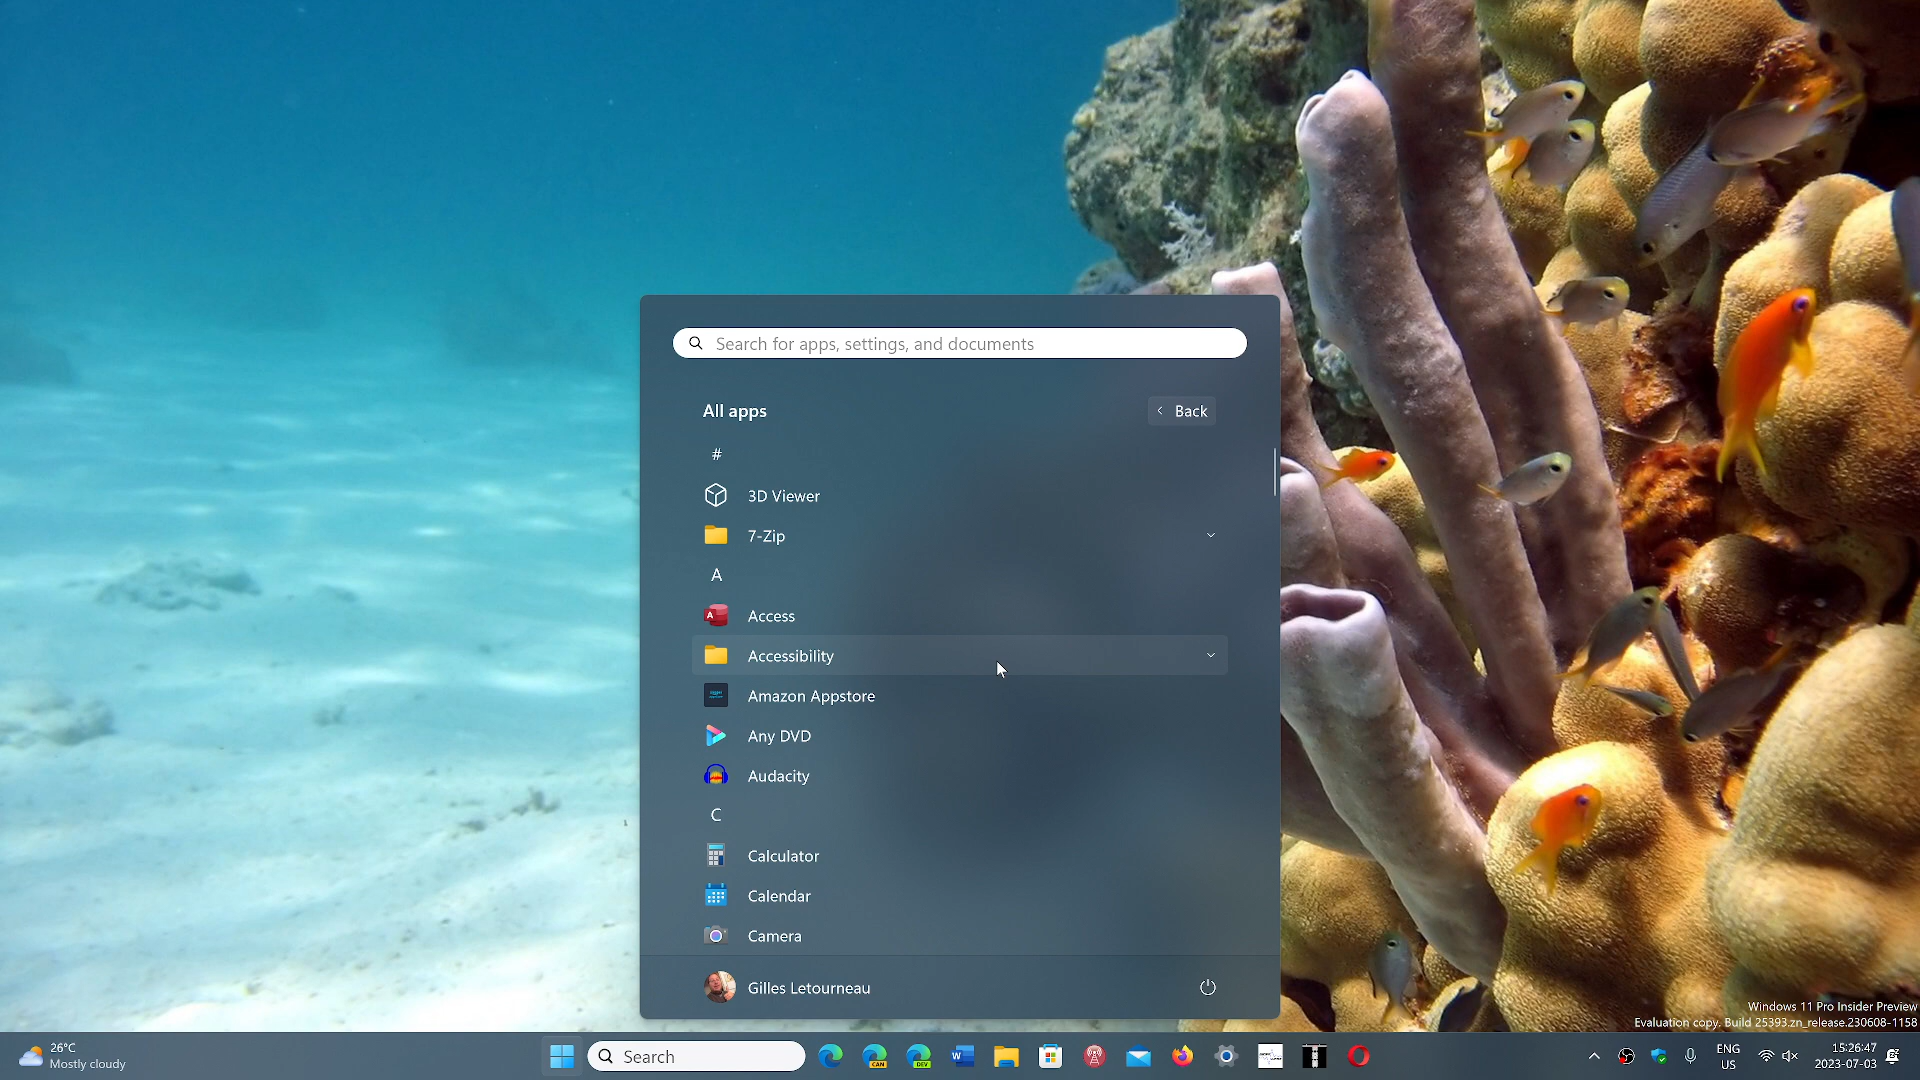 Search for apps, settings, and documents
All apps
Back
#
3D Viewer
7-Zip
A
Access
Accessibility
Amazon Appstore
Any DVD
Audacity
C
Calculator
Calendar
Camera
Gilles Letourneau
Windows 11 Pro Insider Preview
Evaluation copy. Build 25393.zn_release.230608-1158
26°C
Mostly cloudy
Search
CAN
DEV
W
ENG
US
15:26:47
2023-07-03